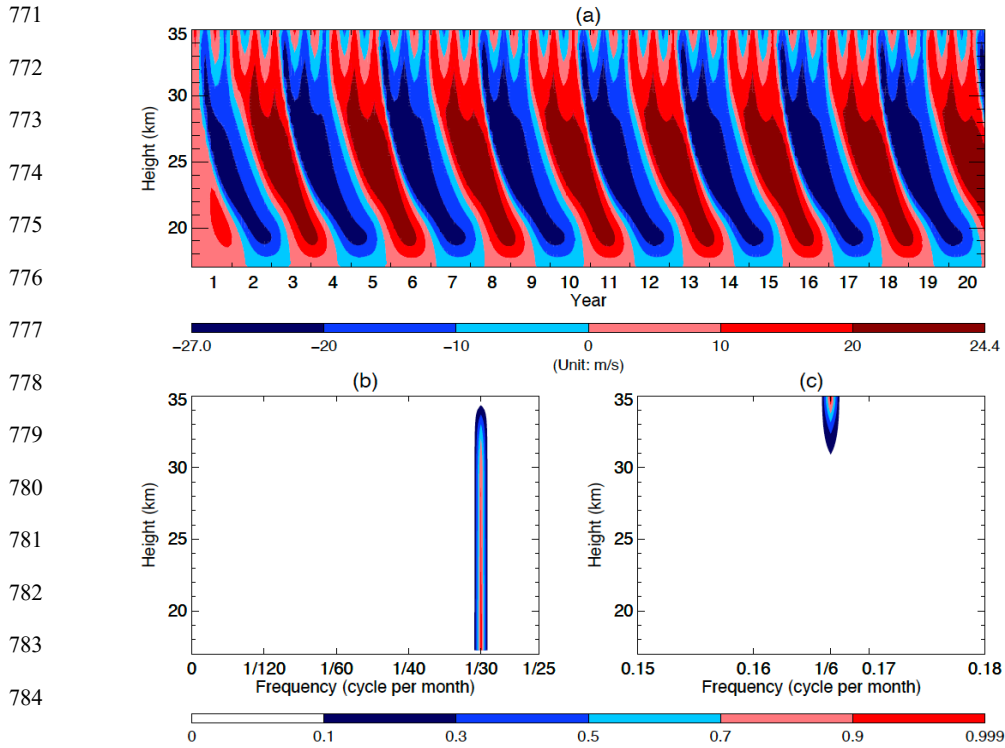 771
(a)
35
772
30
773
Height (km)
25
774
775
20
776
1 2 3 4 5 6 7 8 9 10 11 12 13 14 15 16 17 18 19 20
Year
777
−27.0 −20 −10 0 10 20 24.4
(Unit: m/s)
778
(b) (c)
35 35
779
30 30
780
Height (km) Height (km)
781
25 25
782
20 20
783
0 1/120 1/60 1/40 1/30 1/25 0.15 0.16 1/6 0.17 0.18
Frequency (cycle per month) Frequency (cycle per month)
784
0 0.1 0.3 0.5 0.7 0.9 0.999